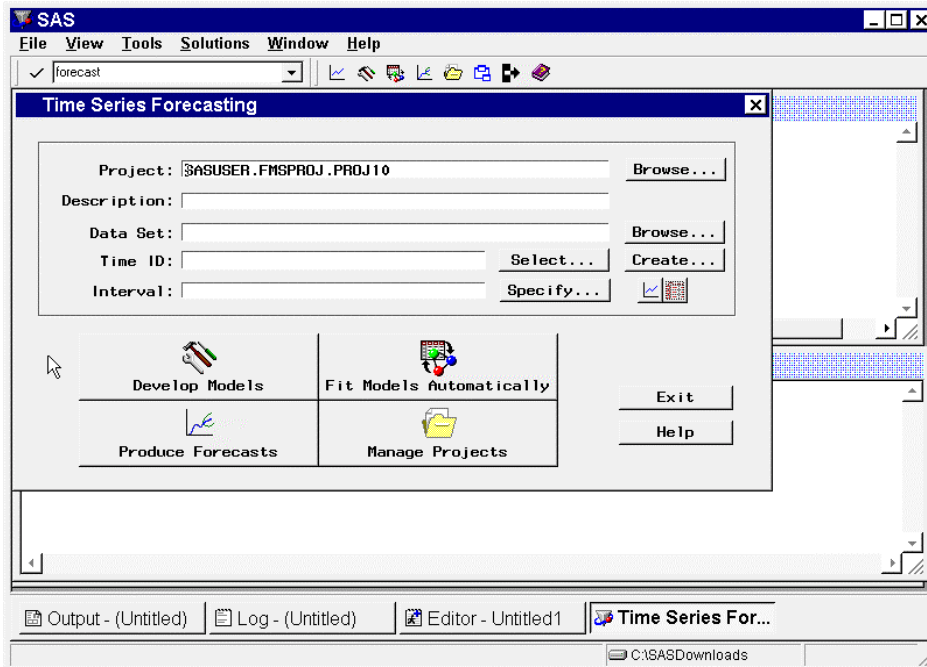 SAS
File View Tools Solutions Window Help
forecast
Time Series Forecasting
Project: SASUSER.FMSPROJ.PROJ10 Browse...
Description:
Data Set: Browse...
Time ID: Select... Create...
Interval: Specify...
Develop Models Fit Models Automatically
Exit
Produce Forecasts Manage Projects
Help
Output - (Untitled) Log - (Untitled) Editor - Untitled1 Time Series For...
C:\SASDownloads